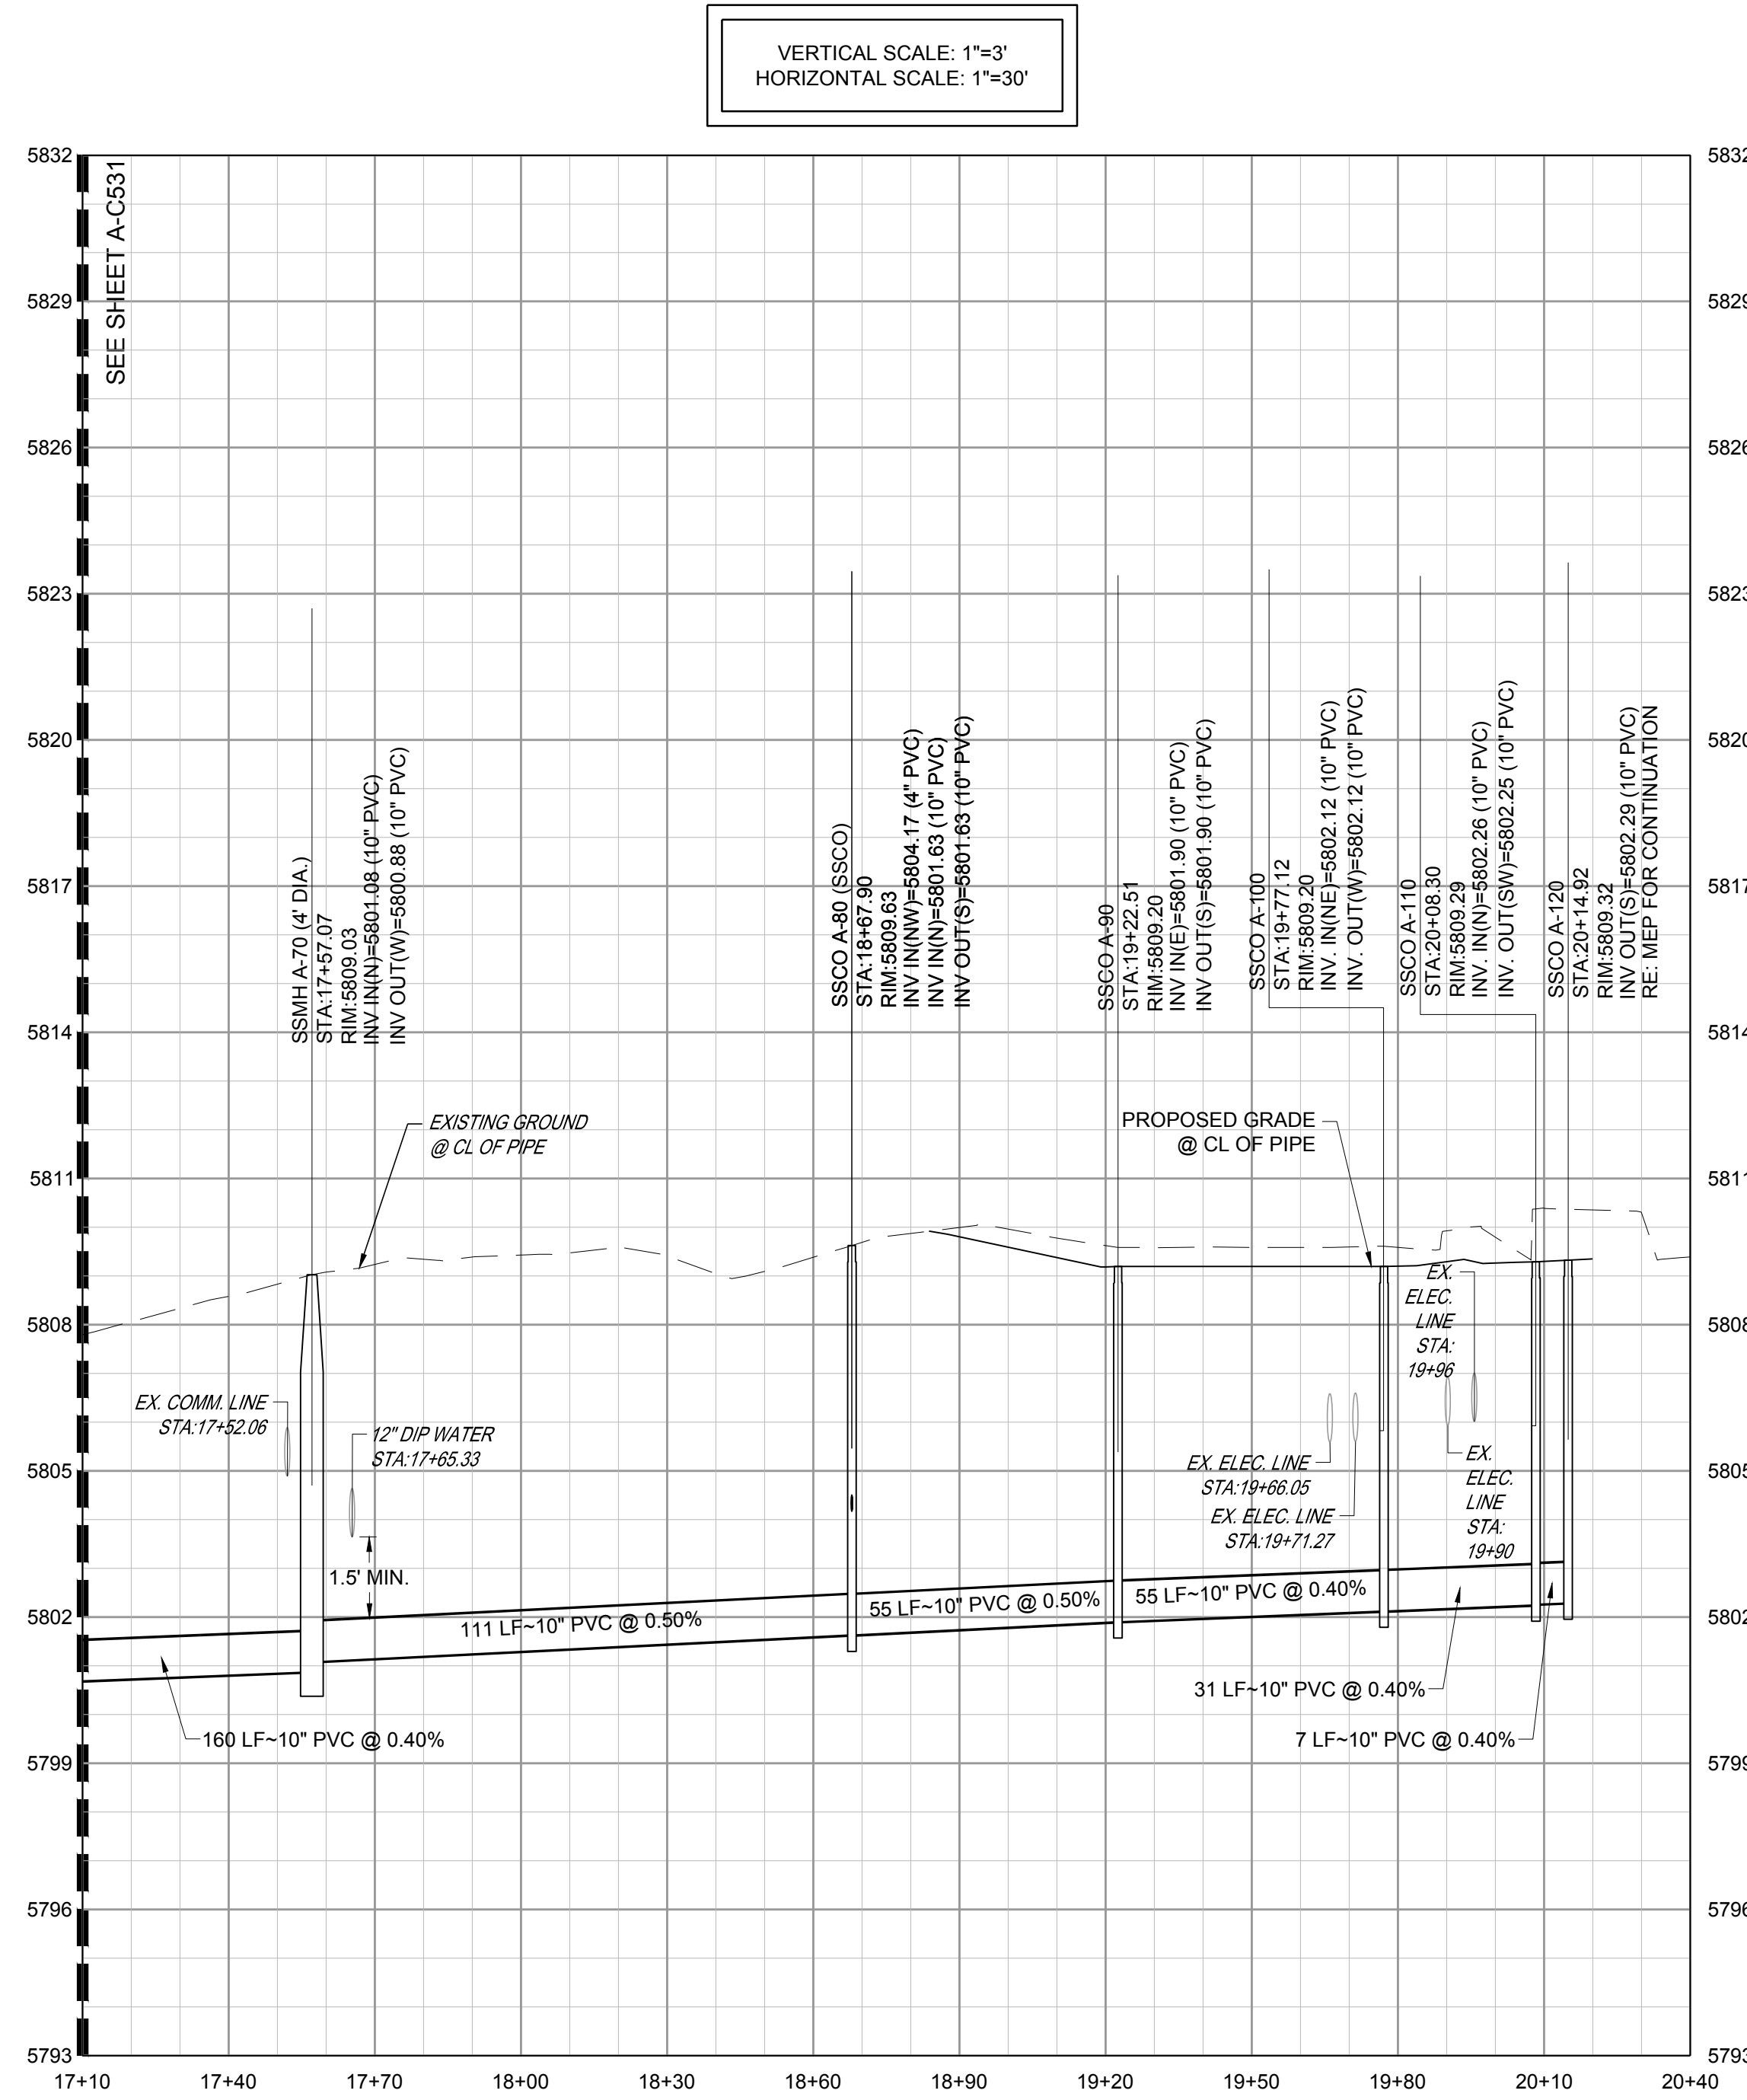 VERTICAL SCALE: 1"=3'
HORIZONTAL SCALE: 1"=30'
SEE SHEET A-C531
5832
5829
5826
5823
5820
5817
5814
5811
5808
5805
5802
5799
5796
5793
SSMH A-70 (4' DIA.)
STA:17+57.07
RIM:5809.03
INV IN(N)=5801.08 (10" PVC)
INV OUT(W)=5800.88 (10" PVC)
SSCO A-80 (SSCO)
STA:18+67.90
RIM:5809.63
INV IN(NW)=5804.17 (4" PVC)
INV IN(N)=5801.63 (10" PVC)
INV OUT(S)=5801.63 (10" PVC)
SSCO A-90
STA:19+22.51
RIM:5809.20
INV IN(E)=5801.90 (10" PVC)
INV OUT(S)=5801.90 (10" PVC)
SSCO A-100
STA:19+77.12
RIM:5809.20
INV. IN(NE)=5802.12 (10" PVC)
INV. OUT(W)=5802.12 (10" PVC)
SSCO A-110
STA:20+08.30
RIM:5809.29
INV. IN(N)=5802.26 (10" PVC)
INV. OUT(SW)=5802.25 (10" PVC)
SSCO A-120
STA:20+14.92
RIM:5809.32
INV OUT(S)=5802.29 (10" PVC)
RE: MEP FOR CONTINUATION
EXISTING GROUND
@ CL OF PIPE
PROPOSED GRADE
@ CL OF PIPE
EX. COMM. LINE
STA:17+52.06
12" DIP WATER
STA:17+65.33
1.5' MIN.
EX. ELEC. LINE
STA:19+66.05
EX. ELEC. LINE
STA:19+71.27
EX.
ELEC.
LINE
STA:
19+96
EX.
ELEC.
LINE
STA:
19+90
160 LF~10" PVC @ 0.40%
111 LF~10" PVC @ 0.50%
55 LF~10" PVC @ 0.50%
55 LF~10" PVC @ 0.40%
31 LF~10" PVC @ 0.40%
7 LF~10" PVC @ 0.40%
5832
5829
5826
5823
5820
5817
5814
5811
5808
5805
5802
5799
5796
5793
17+10
17+40
17+70
18+00
18+30
18+60
18+90
19+20
19+50
19+80
20+10
20+40